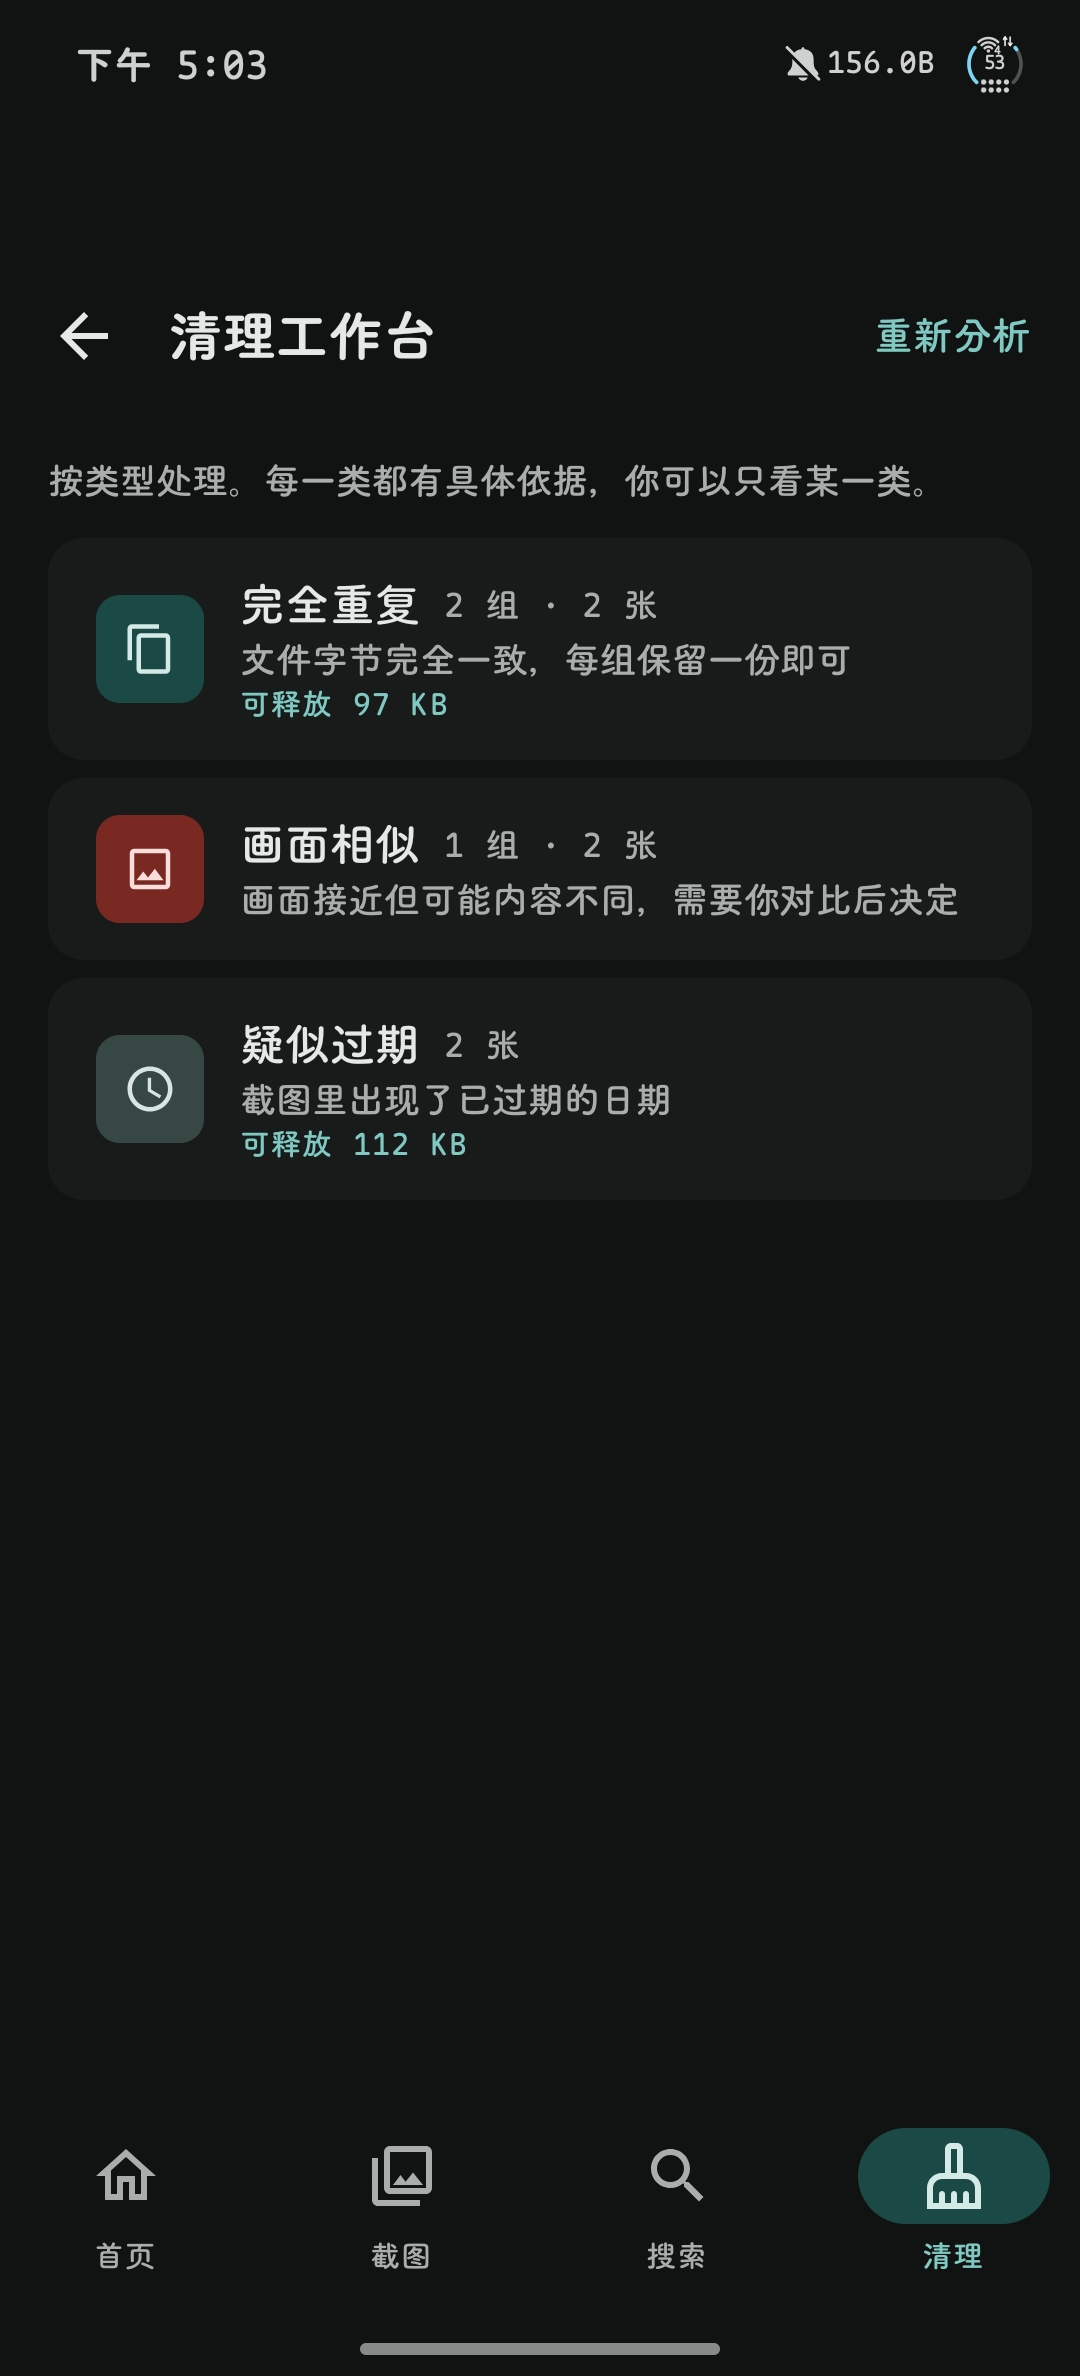 下午 5:03
156.0B
4
53
清理工作台
重新分析
按类型处理。每一类都有具体依据，你可以只看某一类。
完全重复 2 组 · 2 张
文件字节完全一致，每组保留一份即可
可释放 97 KB
画面相似 1 组 · 2 张
画面接近但可能内容不同，需要你对比后决定
疑似过期 2 张
截图里出现了已过期的日期
可释放 112 KB
首页
截图
搜索
清理